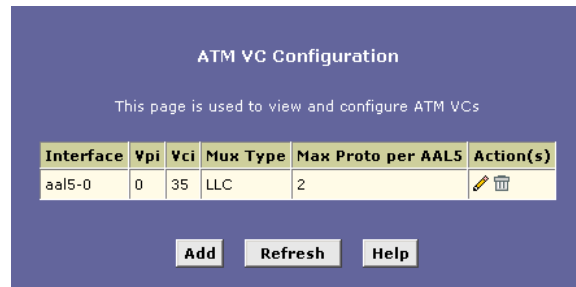 ATM VC Configuration
This page is used to view and configure ATM VCs
Interface Vpi Vci Mux Type Max Proto per AAL5 Action(s)
aal5-0 0 35 LLC 2
Add Refresh Help